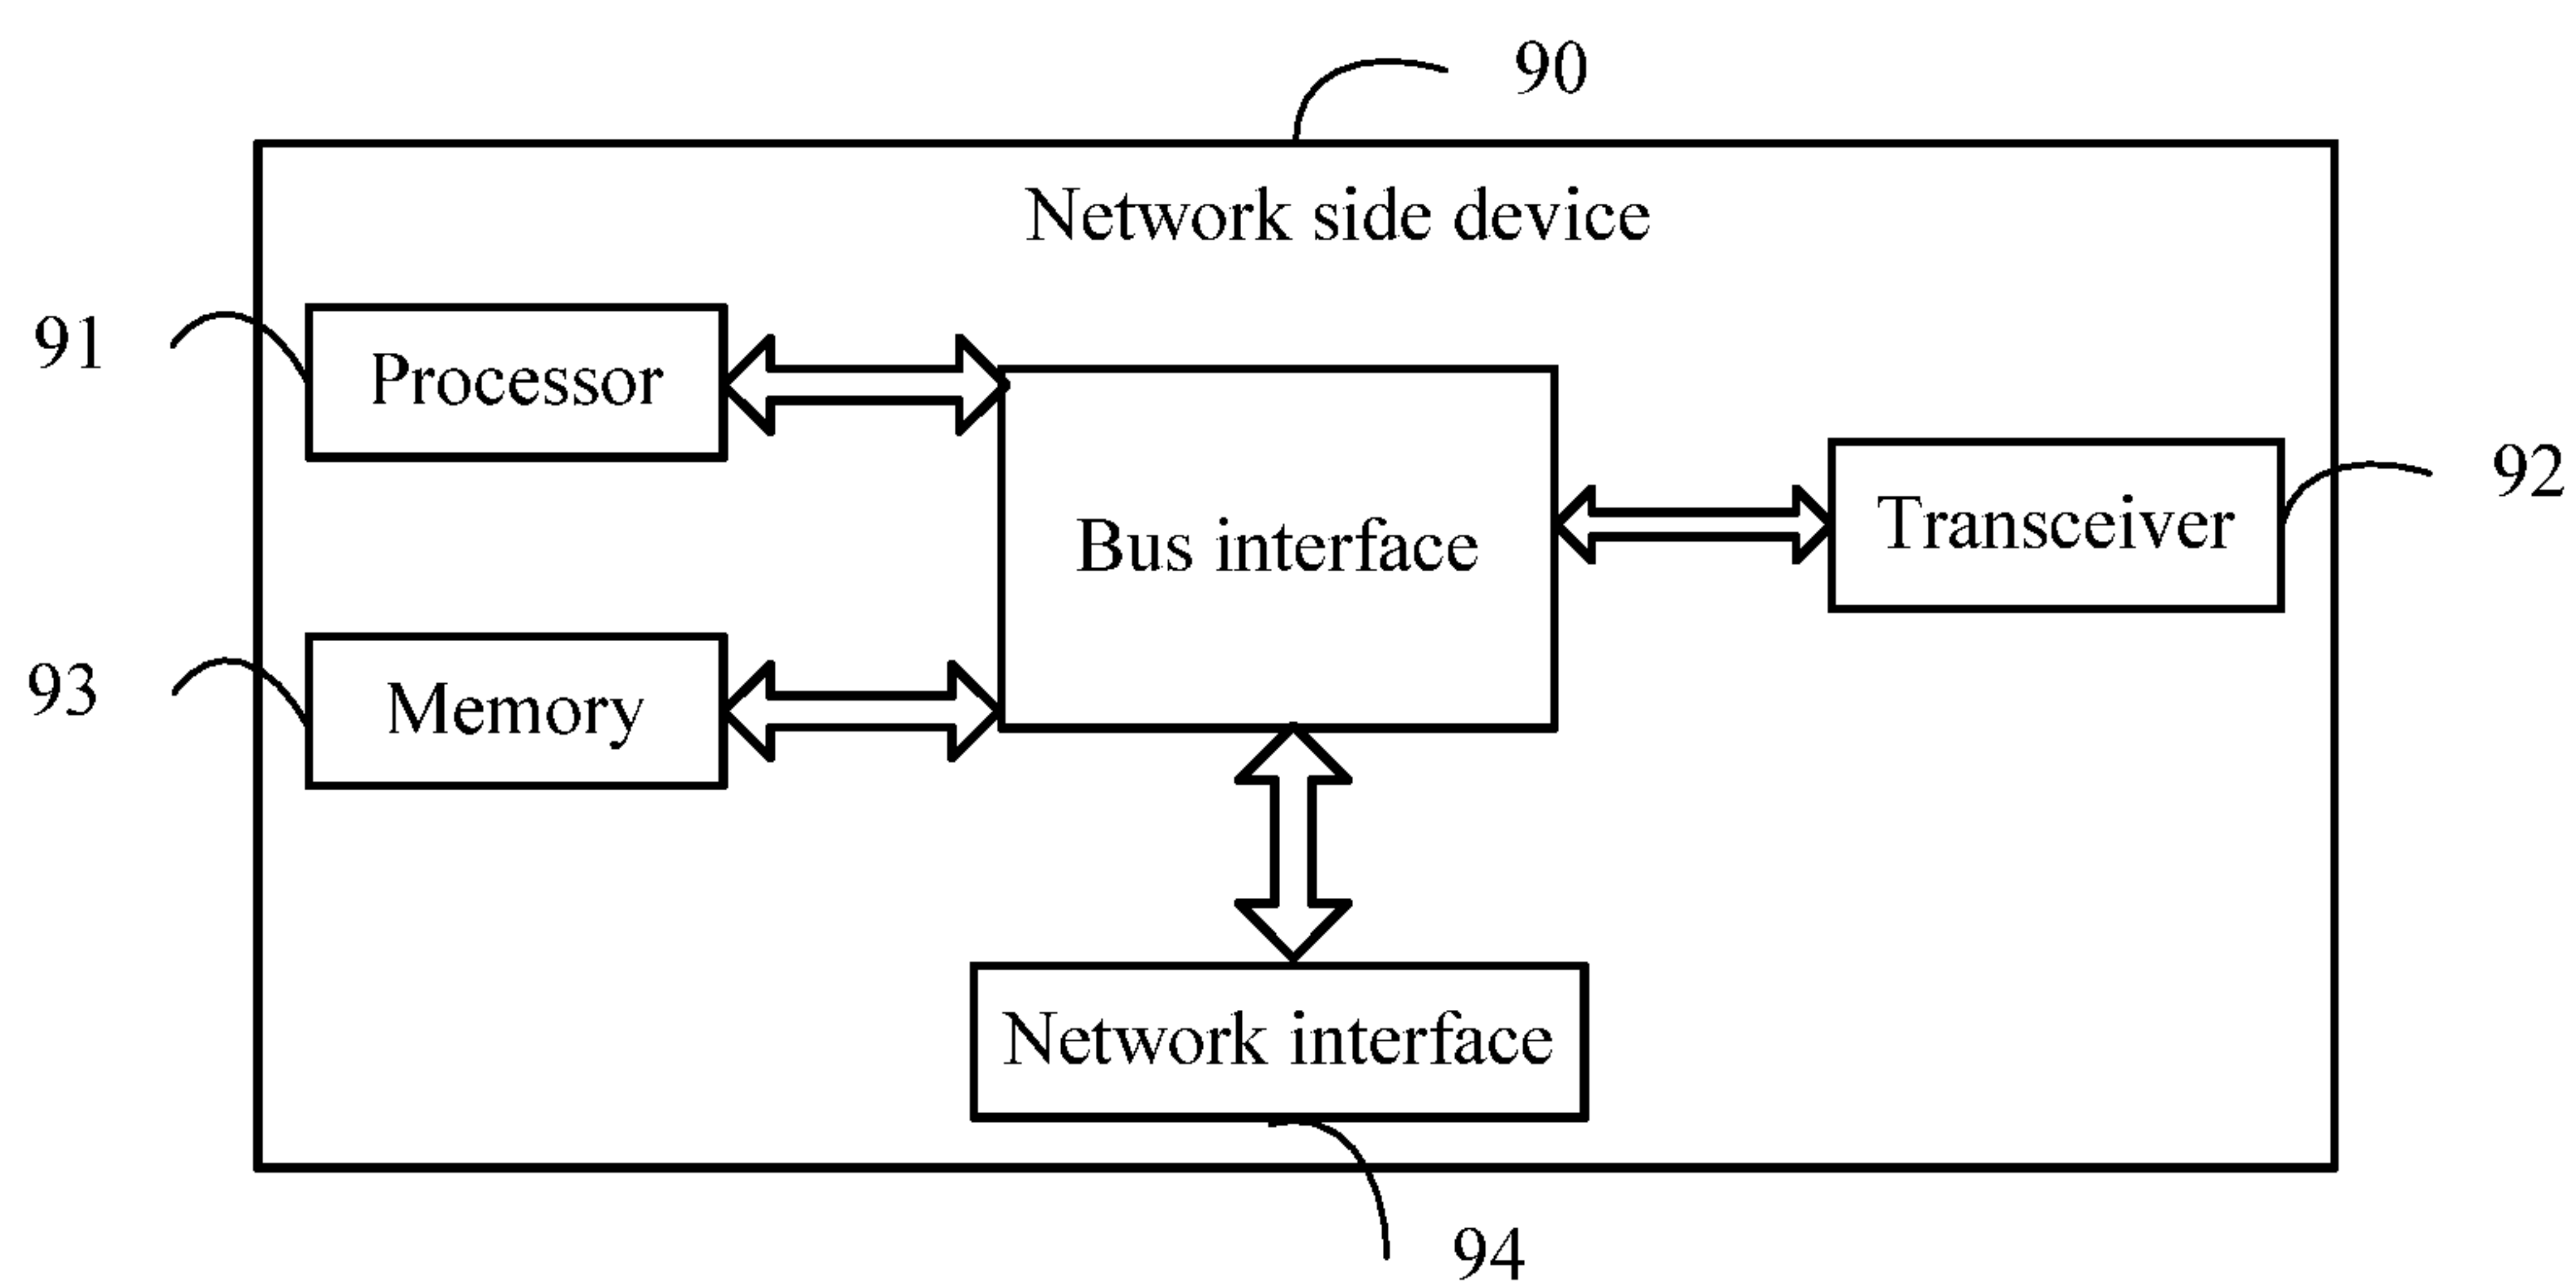 90
Network side device
91
Processor
92
Transceiver
Bus interface
93
Memory
Network interface
94